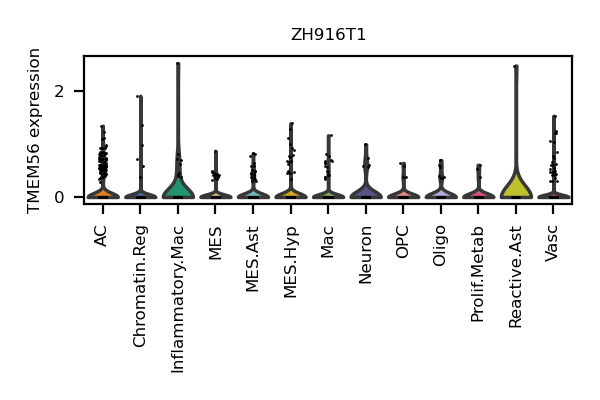 ZH916T1
TMEM56 expression
2
0
AC
Chromatin.Reg
Inflammatory.Mac
MES
MES.Ast
MES.Hyp
Mac
Neuron
OPC
Oligo
Prolif.Metab
Reactive.Ast
Vasc